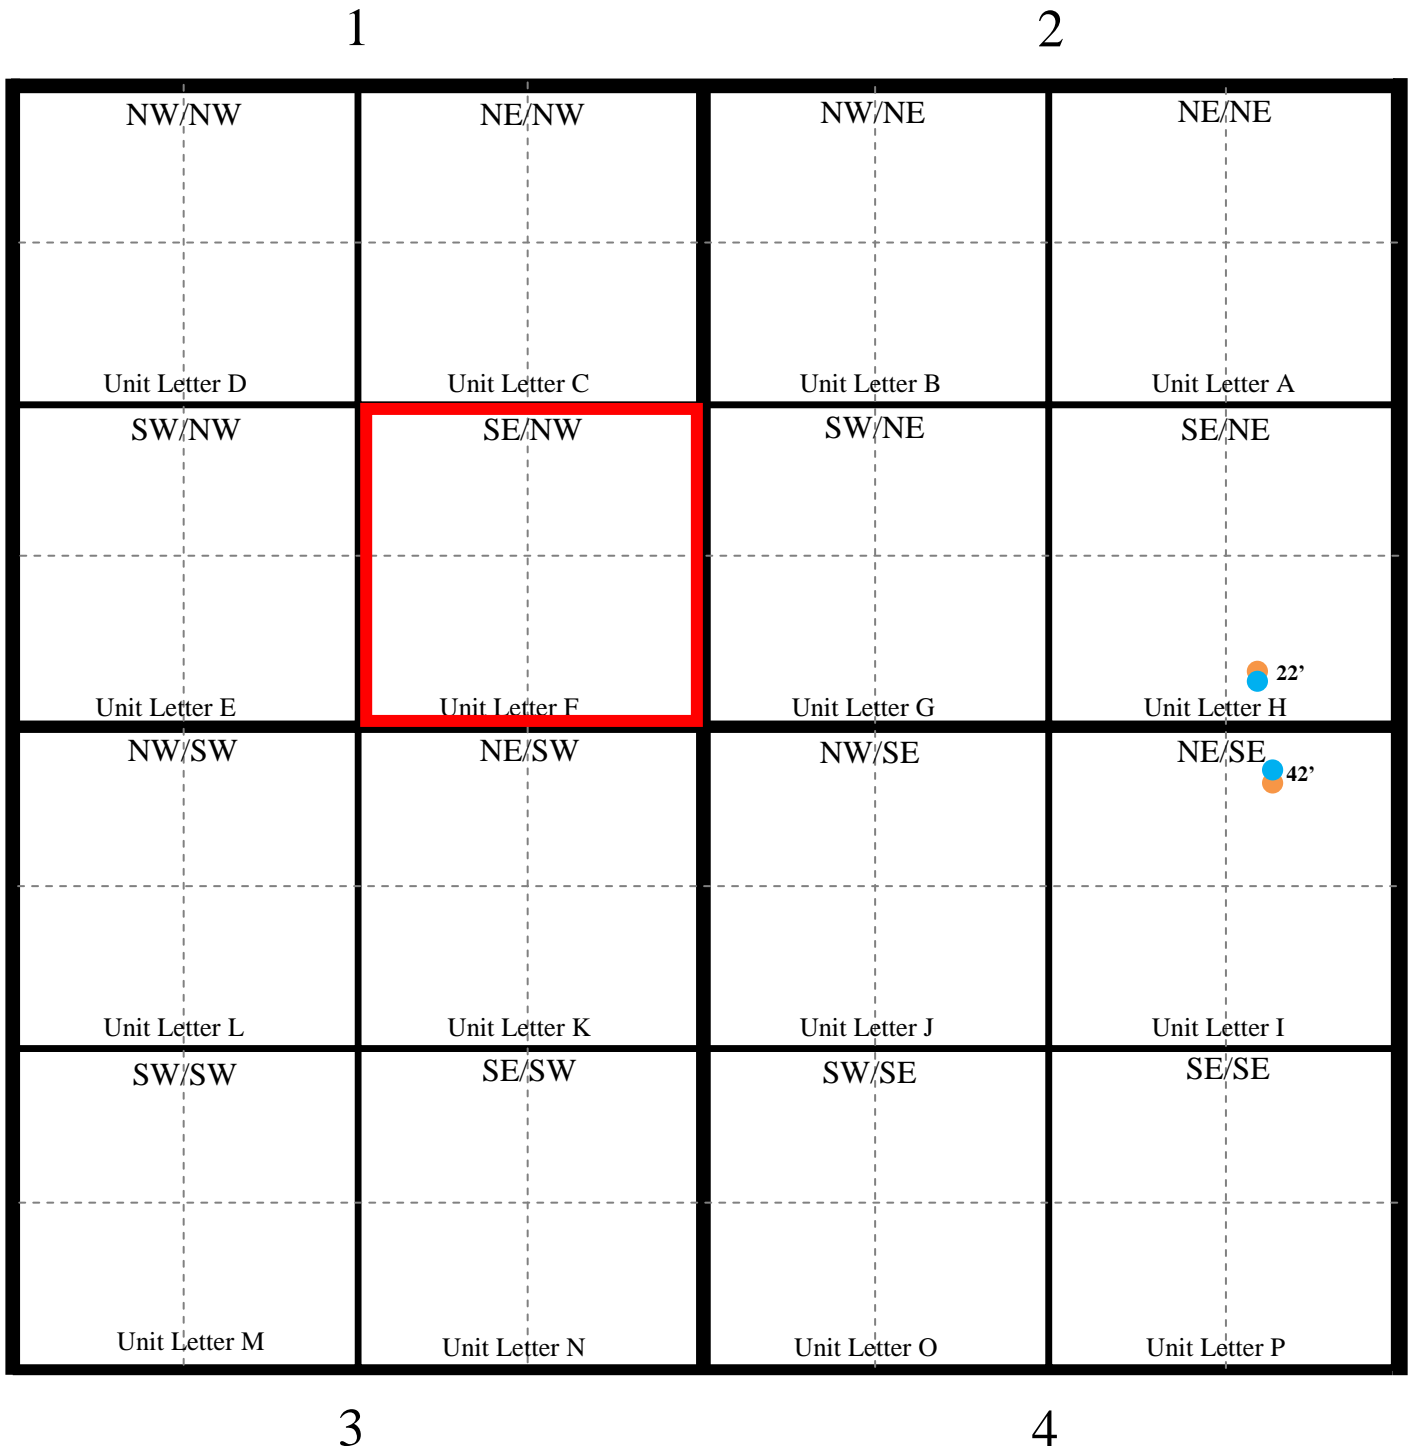 1 2
NW/NW NE/NW NW/NE NE/NE
Unit Letter D Unit Letter C Unit Letter B Unit Letter A
SW/NW SE/NW SW/NE SE/NE
22’
Unit Letter E Unit Letter F Unit Letter G Unit Letter H
NW/SW NE/SW NW/SE NE/SE
42’
Unit Letter L Unit Letter K Unit Letter J Unit Letter I
SW/SW SE/SW SW/SE SE/SE
Unit Letter M Unit Letter N Unit Letter O Unit Letter P
3 4